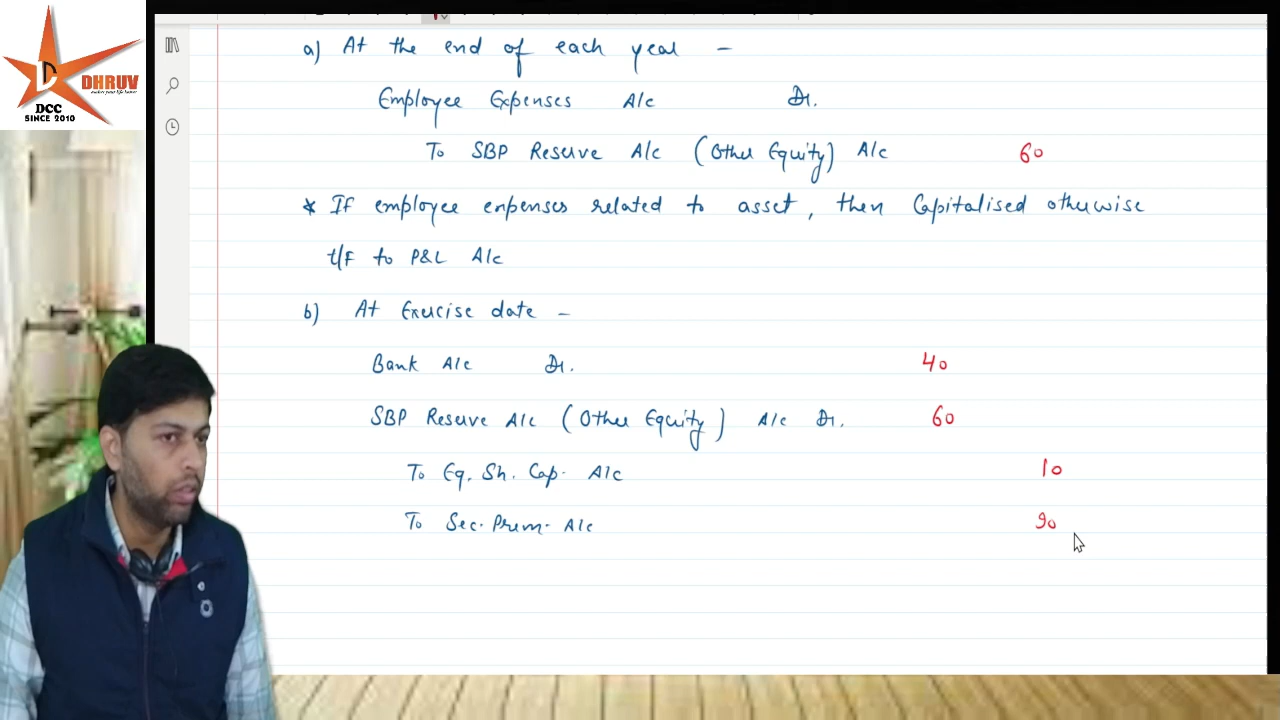 D
DHRUV
DCC
SINCE 2010
a) At the end of each year –
Employee Expenses A/c Dr.
To SBP Reserve A/c (Other Equity) A/c 60
* If employee expenses related to asset, then Capitalised otherwise
t/F to P&L A/c
b) At Exercise date –
Bank A/c Dr. 40
SBP Reserve A/c (Other Equity) A/c Dr. 60
To Eq. Sh. Cap. A/c 10
To Sec. Prem. A/c 90